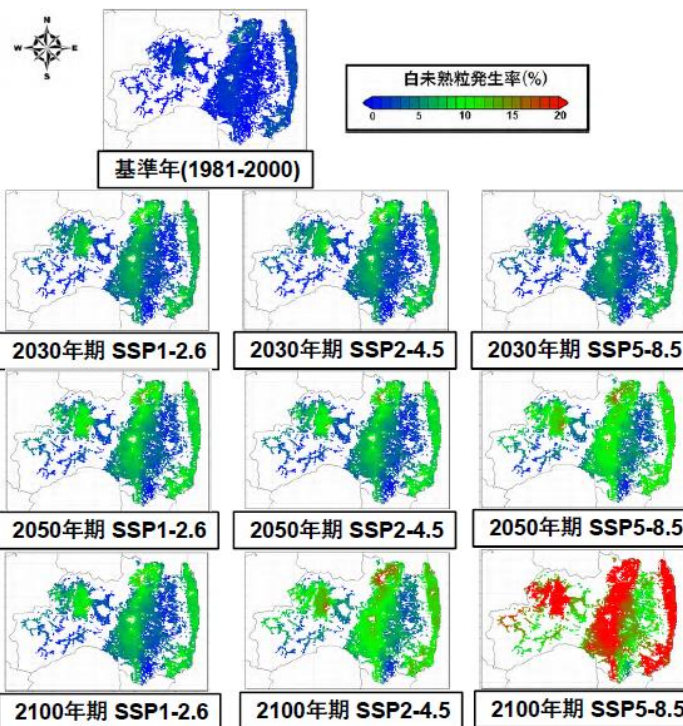 N
W E
S
白未熟粒発生率(%)
0 5 10 15 20
基準年(1981-2000)
2030年期 SSP1-2.6
2030年期 SSP2-4.5
2030年期 SSP5-8.5
2050年期 SSP1-2.6
2050年期 SSP2-4.5
2050年期 SSP5-8.5
2100年期 SSP1-2.6
2100年期 SSP2-4.5
2100年期 SSP5-8.5